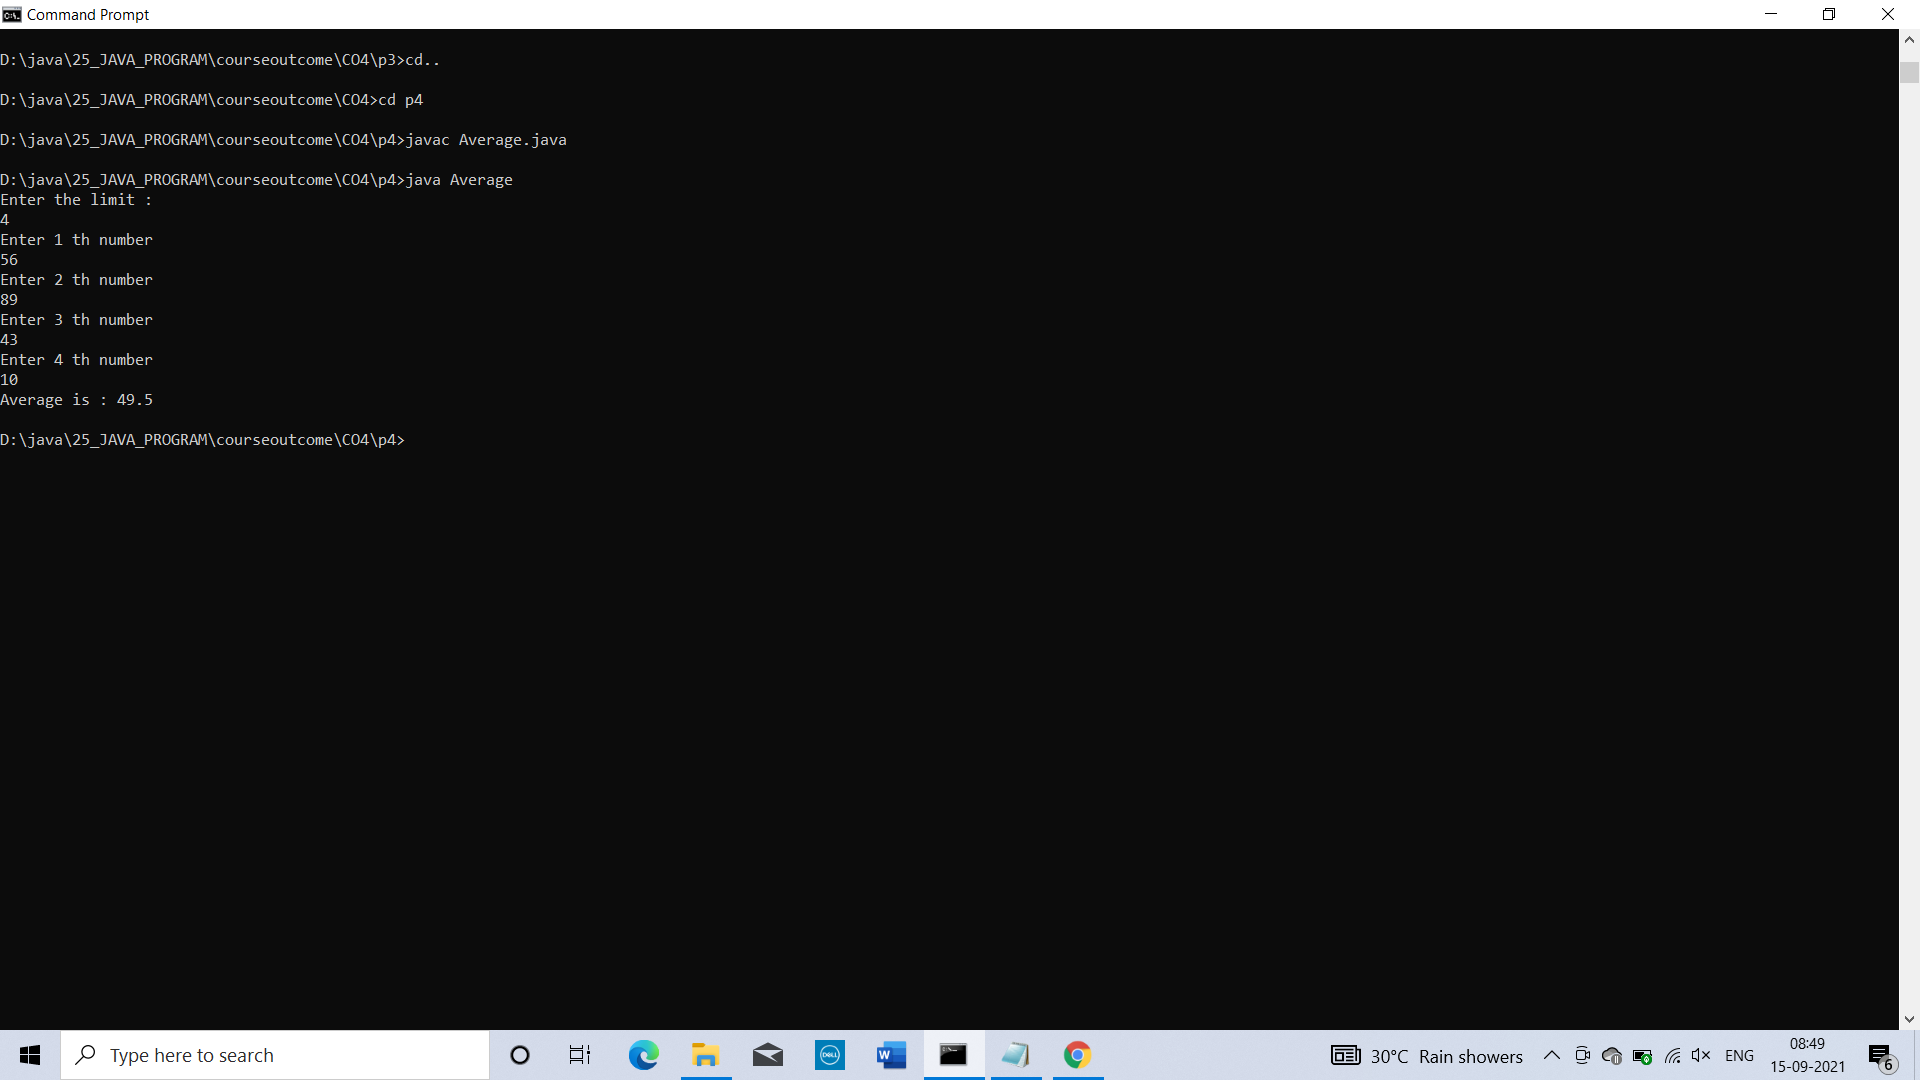 Command Prompt
D:\java\25_JAVA_PROGRAM\courseoutcome\CO4\p3>cd..
D:\java\25_JAVA_PROGRAM\courseoutcome\CO4>cd p4
D:\java\25_JAVA_PROGRAM\courseoutcome\CO4\p4>javac Average.java
D:\java\25_JAVA_PROGRAM\courseoutcome\CO4\p4>java Average
Enter the limit :
4
Enter 1 th number
56
Enter 2 th number
89
Enter 3 th number
43
Enter 4 th number
10
Average is : 49.5
D:\java\25_JAVA_PROGRAM\courseoutcome\CO4\p4>
Type here to search
DELL
W
30°C Rain showers
ENG
08:49
15-09-2021
6